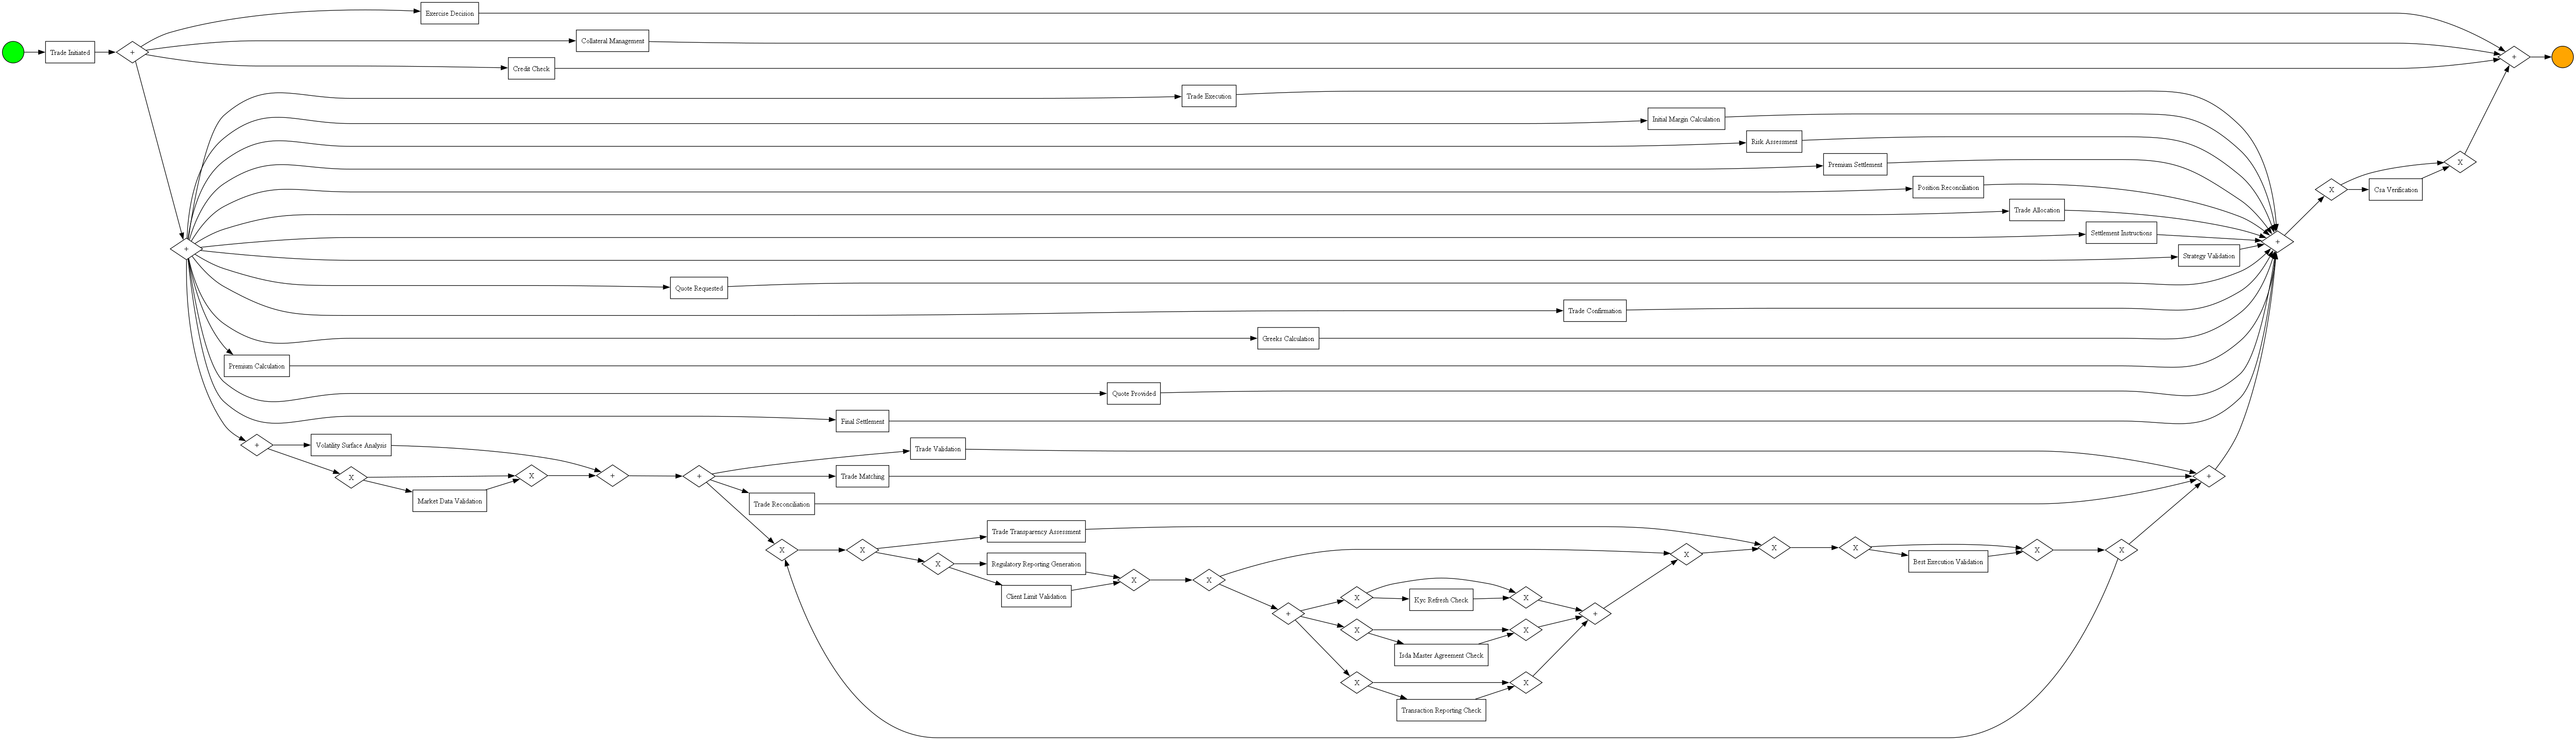 Exercise Decision
Trade Initiated
+
Collateral Management
+
Credit Check
Trade Execution
Initial Margin Calculation
Risk Assessment
Premium Settlement
X
Position Reconciliation
X
Csa Verification
Trade Allocation
Settlement Instructions
+
+
Strategy Validation
Quote Requested
Trade Confirmation
Greeks Calculation
Premium Calculation
Quote Provided
Final Settlement
+
Volatility Surface Analysis
Trade Validation
X
X
+
+
Trade Matching
+
Market Data Validation
Trade Reconciliation
Trade Transparency Assessment
X
X
X
X
X
X
X
Best Execution Validation
X
Regulatory Reporting Generation
X
X
Client Limit Validation
X
Kyc Refresh Check
X
+
+
X
X
Isda Master Agreement Check
X
X
Transaction Reporting Check